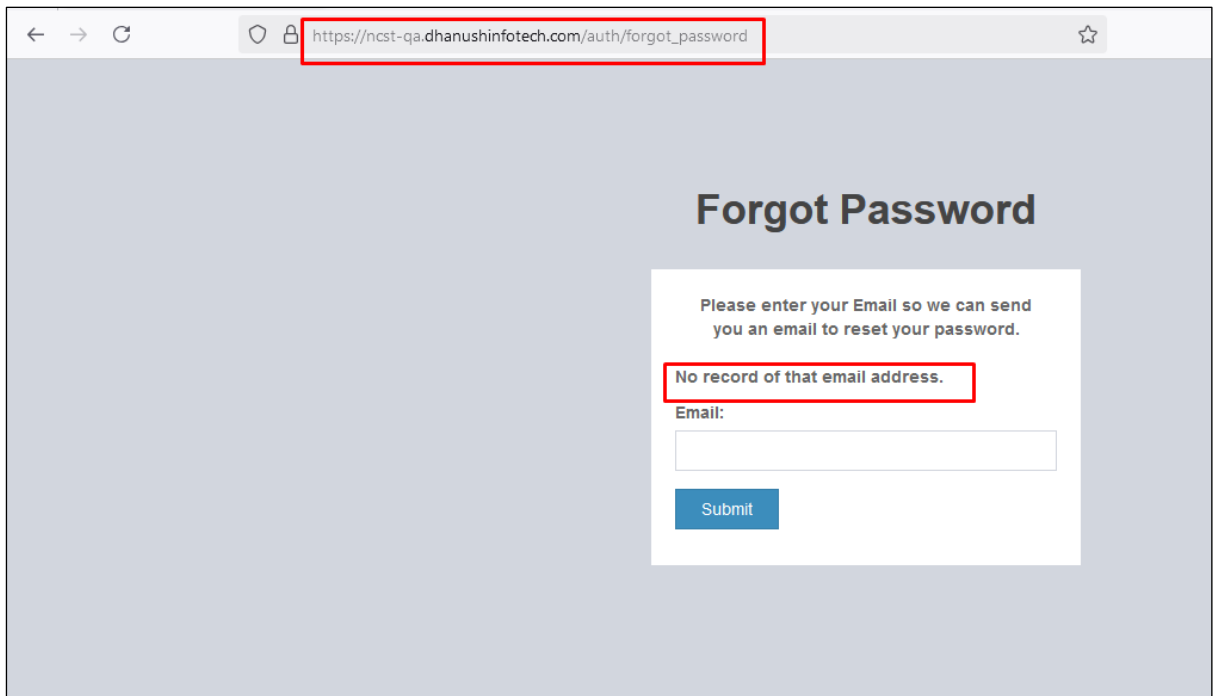 https://ncst-qa.dhanushinfotech.com/auth/forgot_password
Forgot Password
Please enter your Email so we can send
you an email to reset your password.
No record of that email address.
Email:
Submit